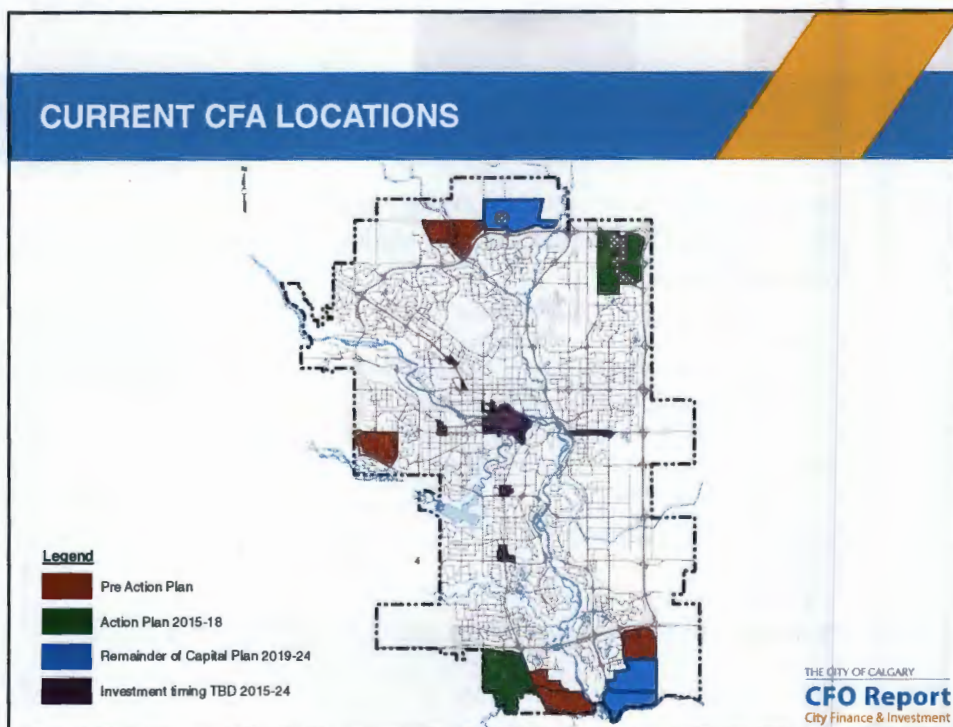 CURRENT CFA LOCATIONS
Legend
Pre Action Plan
Action Plan 2015-18
Remainder of Capital Plan 2019-24
Investment timing TBD 2015-24
4
THE CITY OF CALGARY
CFO Report
City Finance & Investment